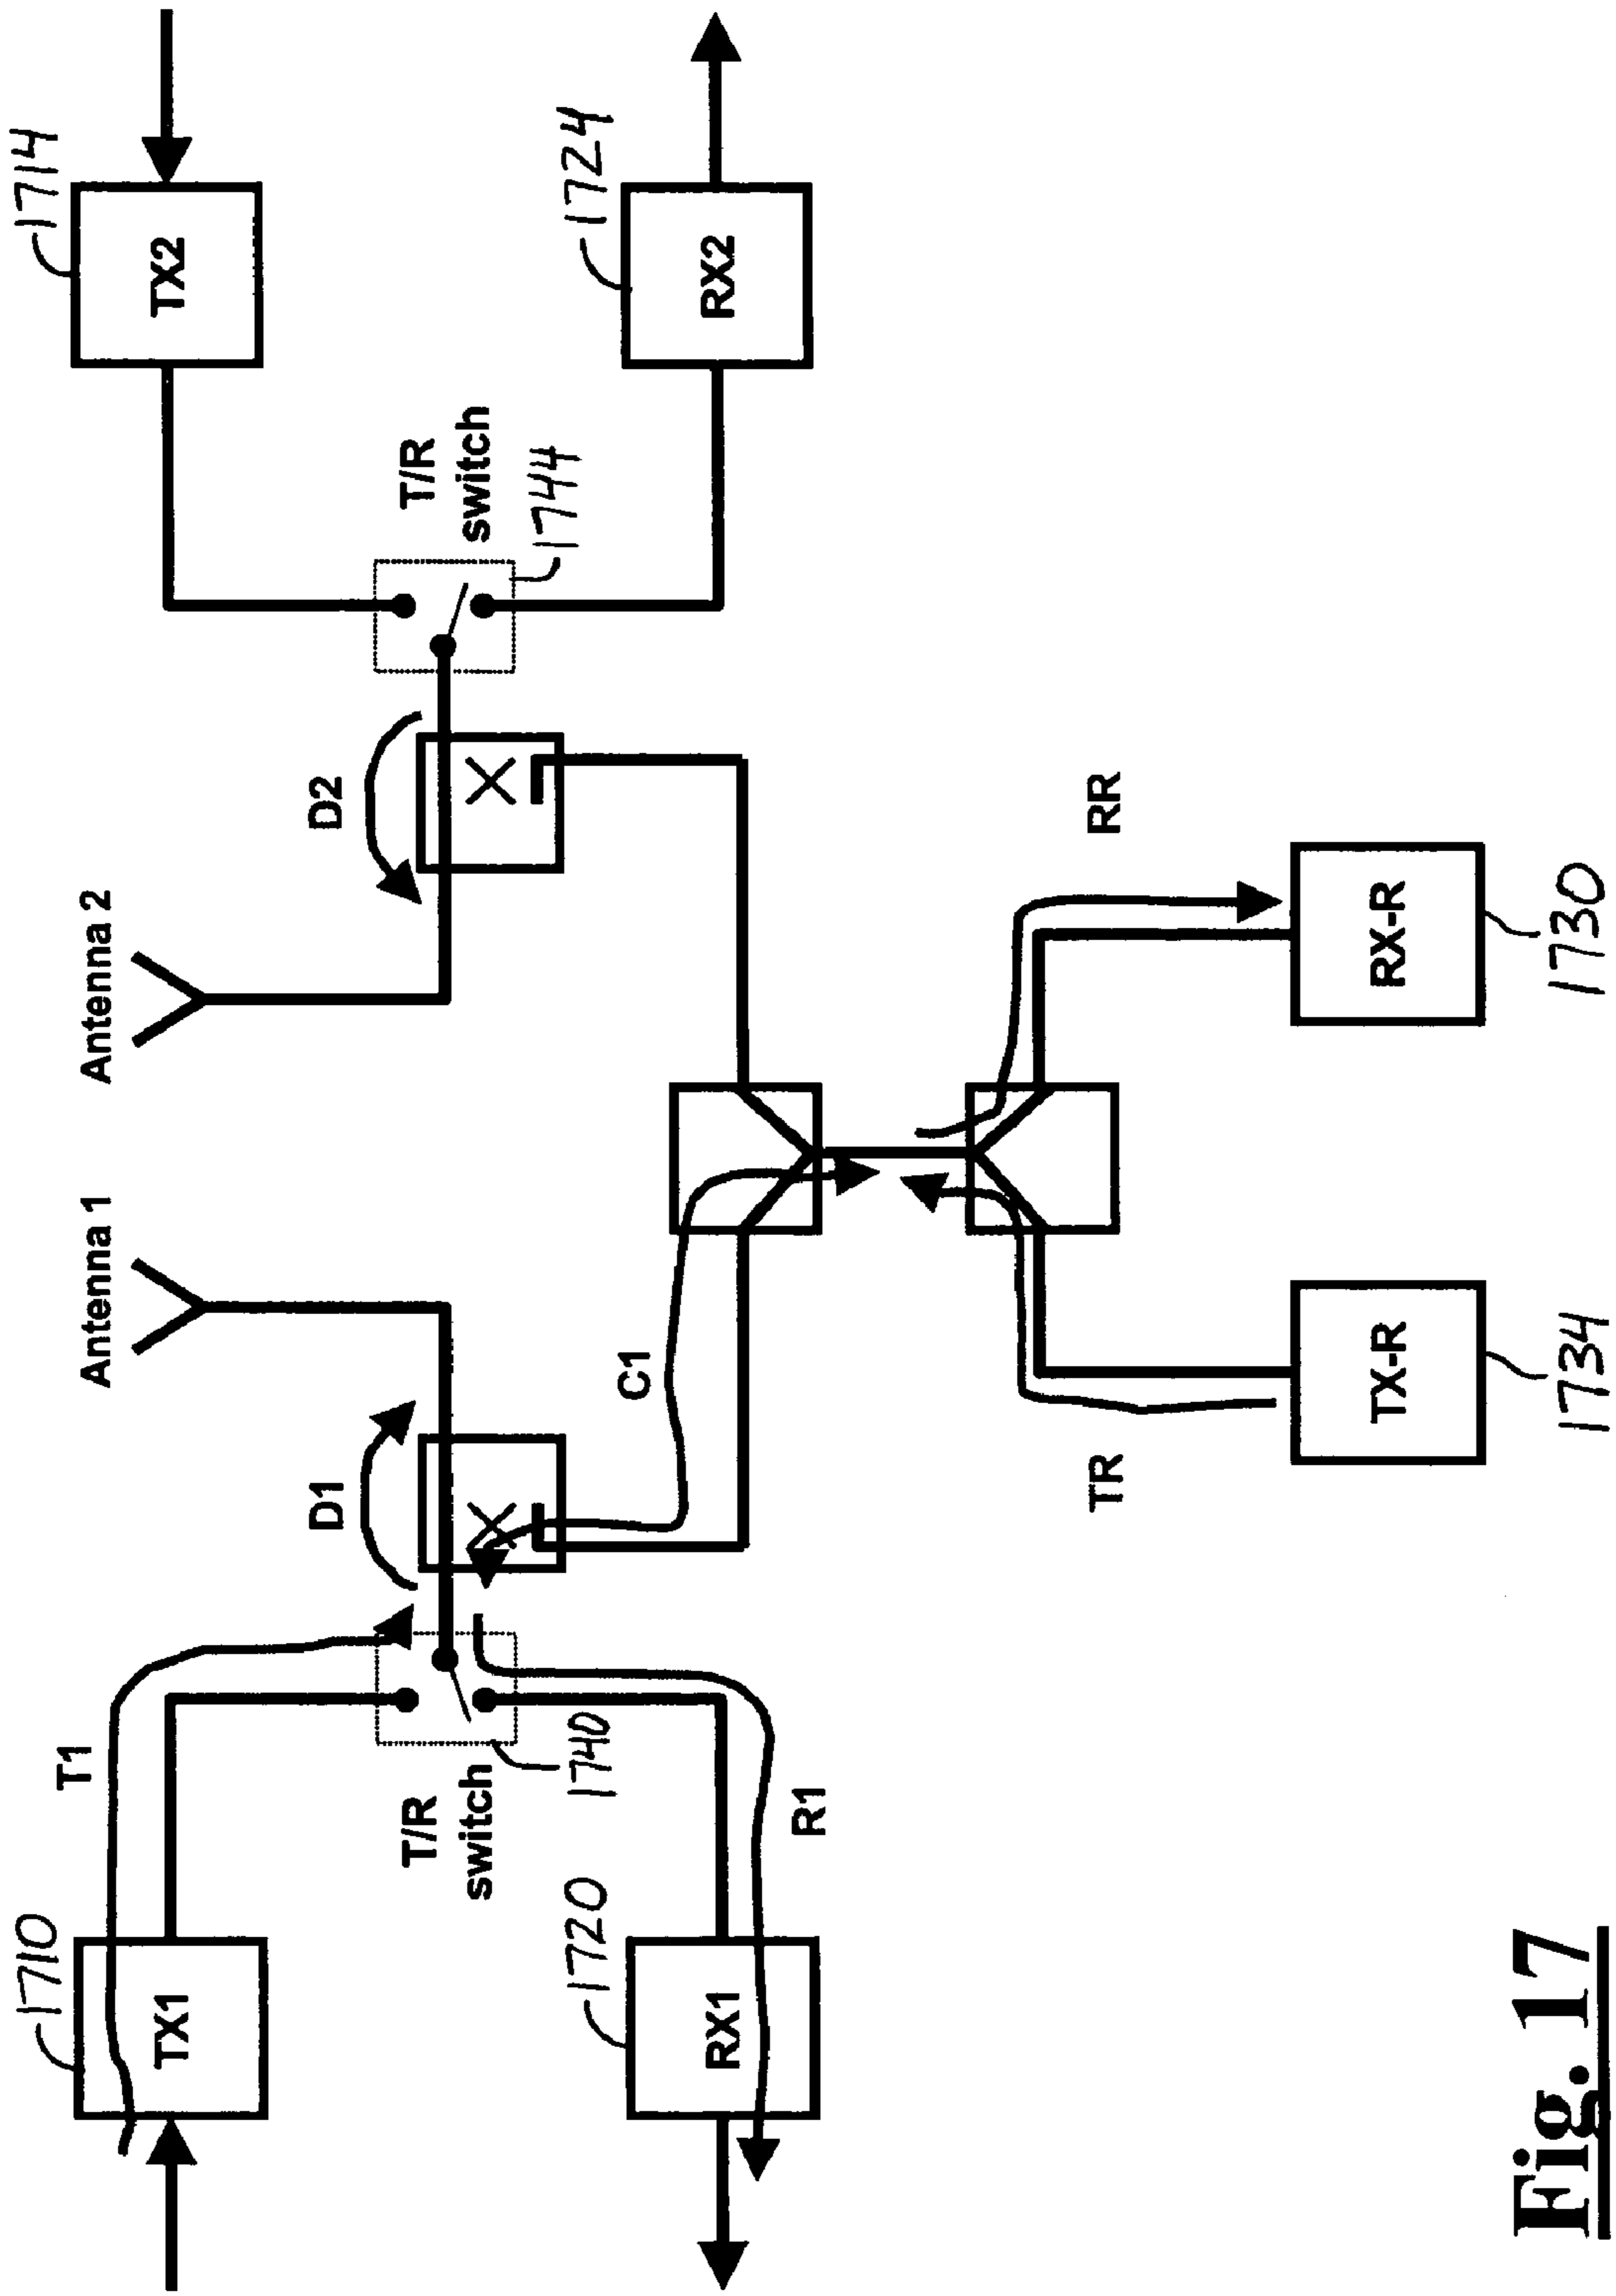 Antenna 1
Antenna 2
1710
TX1
T1
D1
D2
TX2
1714
T/R
switch
1740
T/R
switch
1744
1720
RX1
R1
C1
RX2
1724
TR
RR
TX-R
1734
RX-R
1730
Fig. 17